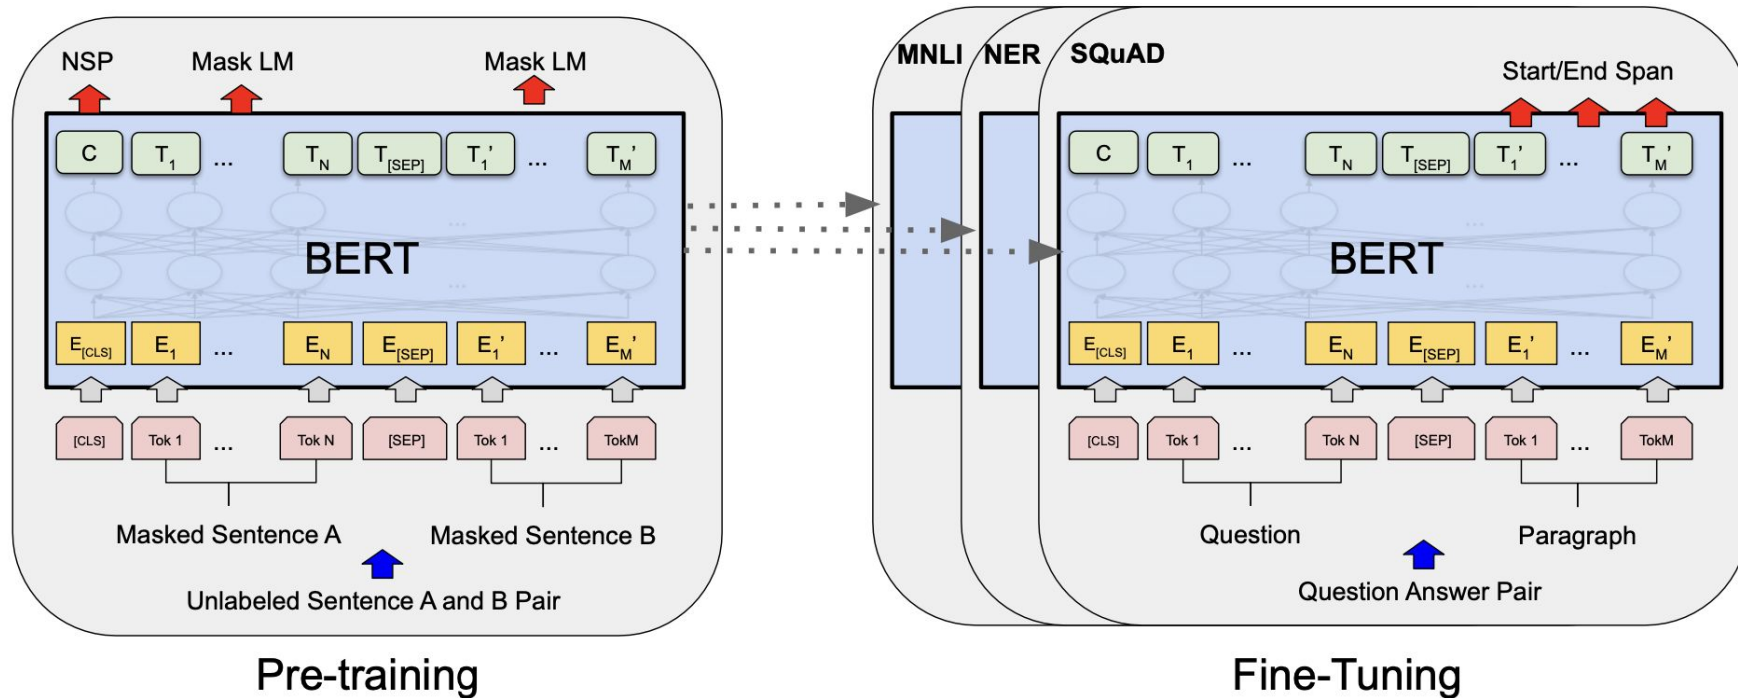 NSP Mask LM Mask LM
C T1 ... TN T[SEP] T1’ ... TM’
...
BERT
...
E[CLS] E1 ... EN E[SEP] E1’ ... EM’
[CLS] Tok 1 ... Tok N [SEP] Tok 1 ... TokM
Masked Sentence A Masked Sentence B
Unlabeled Sentence A and B Pair
Pre-training
MNLI NER SQuAD
Start/End Span
C T1 ... TN T[SEP] T1’ ... TM’
...
BERT
...
E[CLS] E1 ... EN E[SEP] E1’ ... EM’
[CLS] Tok 1 ... Tok N [SEP] Tok 1 ... TokM
Question Paragraph
Question Answer Pair
Fine-Tuning